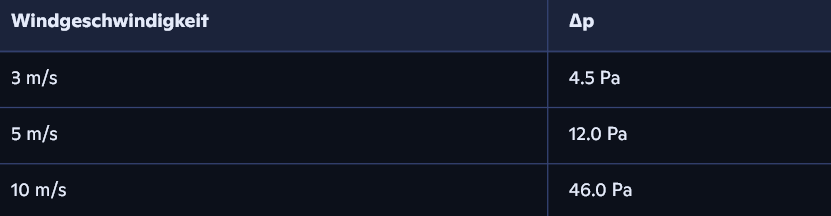 Windgeschwindigkeit Δp
3 m/s 4.5 Pa
5 m/s 12.0 Pa
10 m/s 46.0 Pa